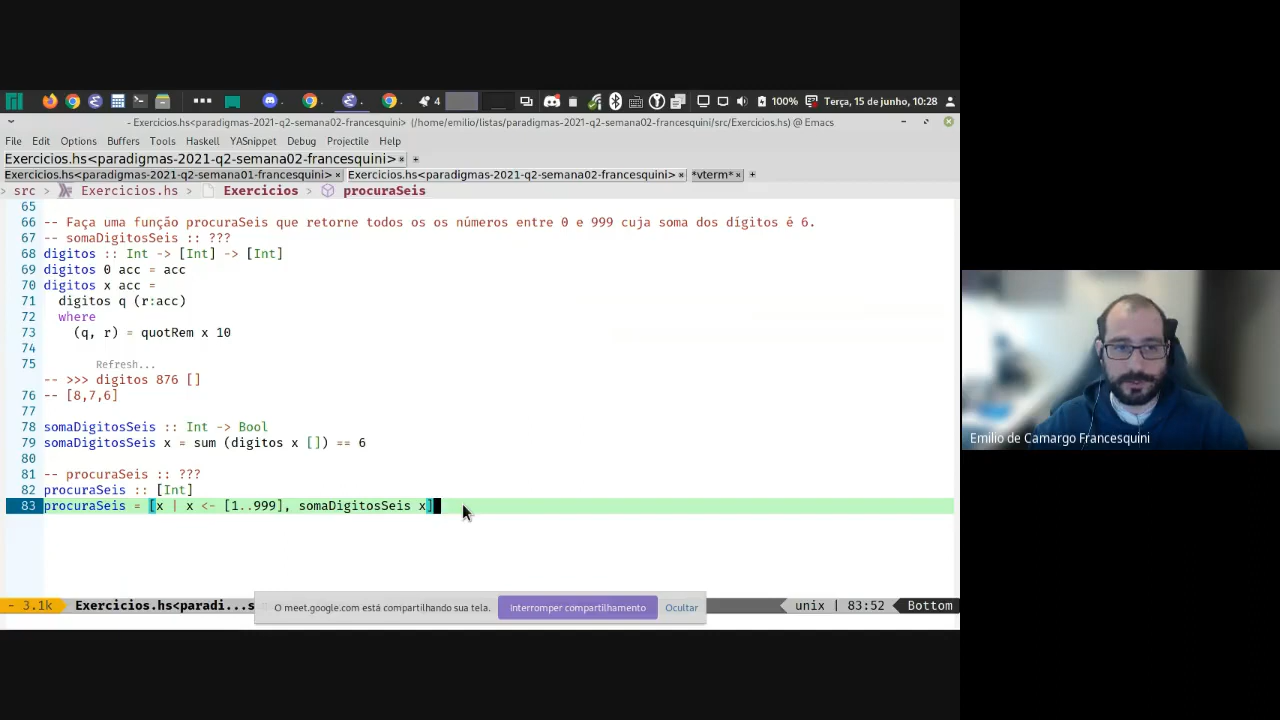 4
100%
Terça, 15 de junho, 10:28
- Exercicios.hs<paradigmas-2021-q2-semana02-francesquini> (/home/emilio/listas/paradigmas-2021-q2-semana02-francesquini/src/Exercicios.hs) @ Emacs
File Edit Options Buffers Tools Haskell YASnippet Debug Projectile Help
Exercicios.hs<paradigmas-2021-q2-semana02-francesquini> × +
Exercicios.hs<paradigmas-2021-q2-semana01-francesquini> × Exercicios.hs<paradigmas-2021-q2-semana02-francesquini> × *vterm* × +
> src > Exercicios.hs > Exercicios > procuraSeis
65
66 -- Faça uma função procuraSeis que retorne todos os os números entre 0 e 999 cuja soma dos dígitos é 6.
67 -- somaDigitosSeis :: ???
68 digitos :: Int -> [Int] -> [Int]
69 digitos 0 acc = acc
70 digitos x acc =
71 digitos q (r:acc)
72 where
73 (q, r) = quotRem x 10
74
75 Refresh...
-- >>> digitos 876 []
76 -- [8,7,6]
77
78 somaDigitosSeis :: Int -> Bool
79 somaDigitosSeis x = sum (digitos x []) == 6
80
81 -- procuraSeis :: ???
82 procuraSeis :: [Int]
83 procuraSeis = [x | x <- [1..999], somaDigitosSeis x]
Emilio de Camargo Francesquini
- 3.1k Exercicios.hs<paradi...s
O meet.google.com está compartilhando sua tela. Interromper compartilhamento Ocultar
unix | 83:52 Bottom